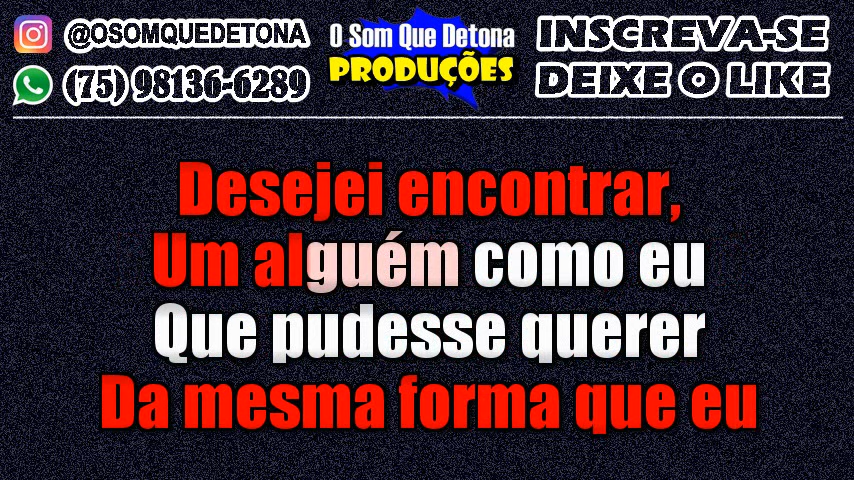 @OSOMQUEDETONA
(75) 98136-6289
O Som Que Detona
PRODUÇÕES
INSCREVA-SE
DEIXE O LIKE
Desejei encontrar,
Um alguém como eu
Que pudesse querer
Da mesma forma que eu